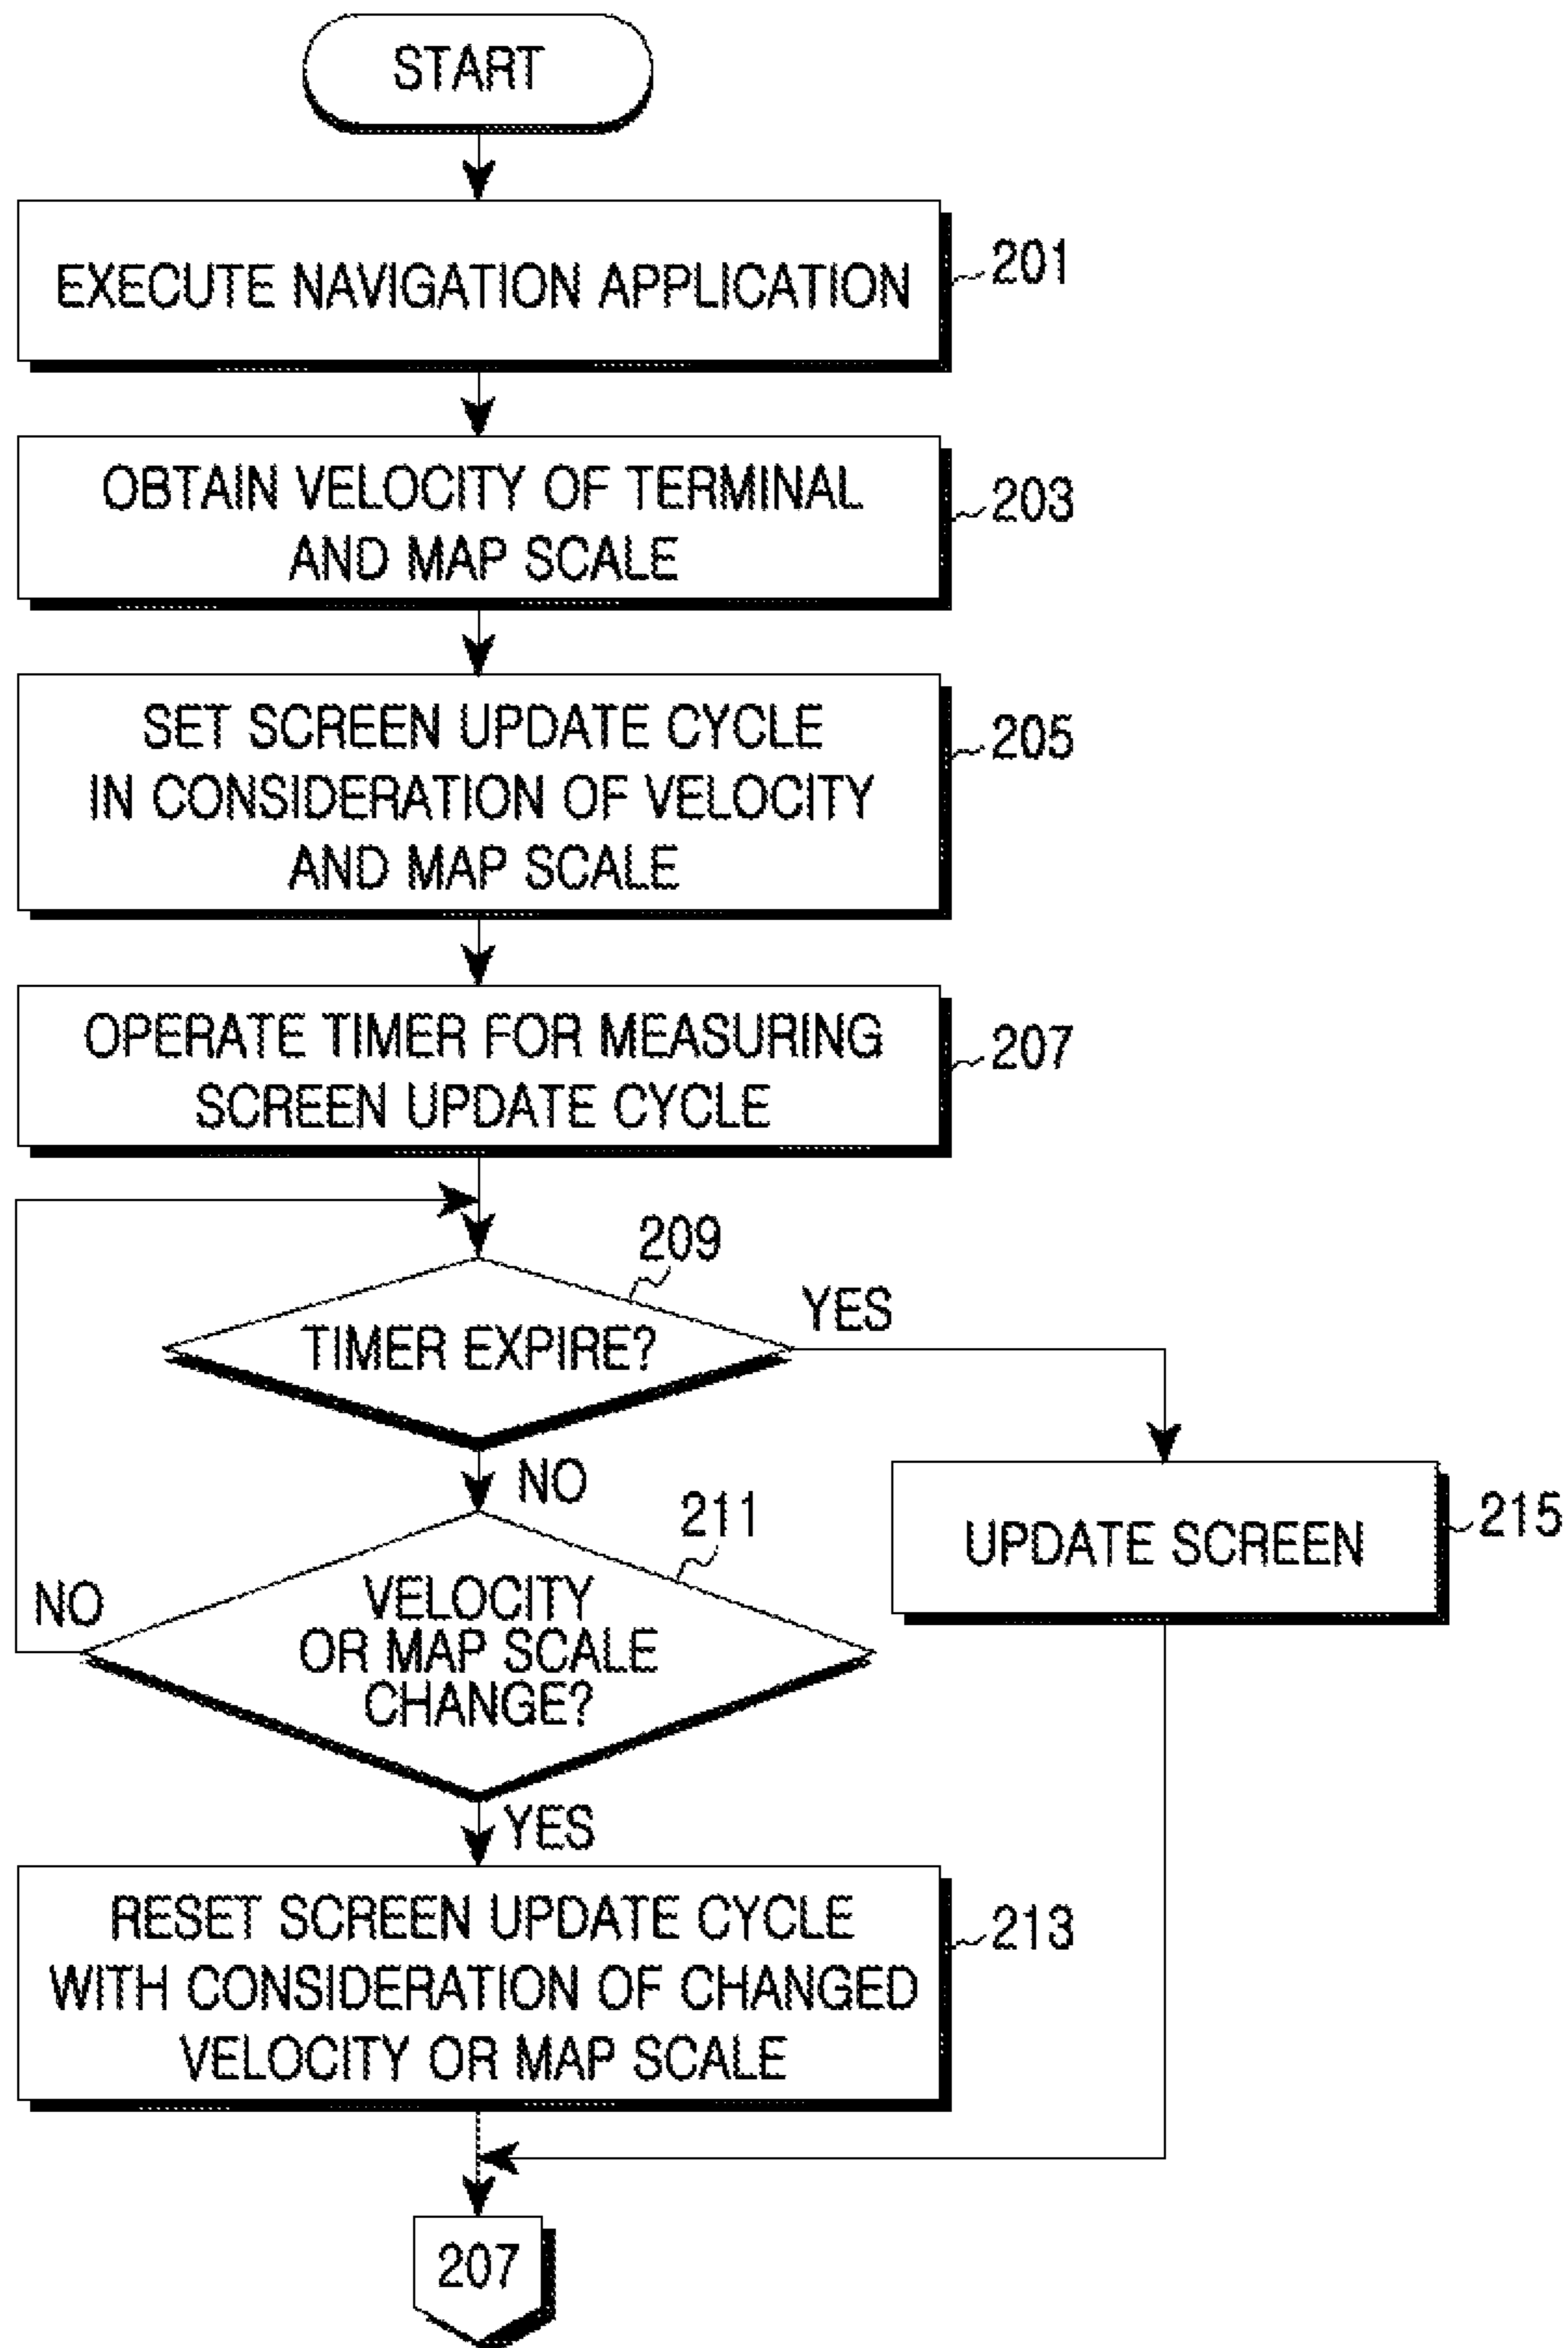 START
EXECUTE NAVIGATION APPLICATION
201
OBTAIN VELOCITY OF TERMINAL
AND MAP SCALE
203
SET SCREEN UPDATE CYCLE
IN CONSIDERATION OF VELOCITY
AND MAP SCALE
205
OPERATE TIMER FOR MEASURING
SCREEN UPDATE CYCLE
207
209
TIMER EXPIRE?
YES
NO
211
VELOCITY
OR MAP SCALE
CHANGE?
NO
UPDATE SCREEN
215
YES
RESET SCREEN UPDATE CYCLE
WITH CONSIDERATION OF CHANGED
VELOCITY OR MAP SCALE
213
207